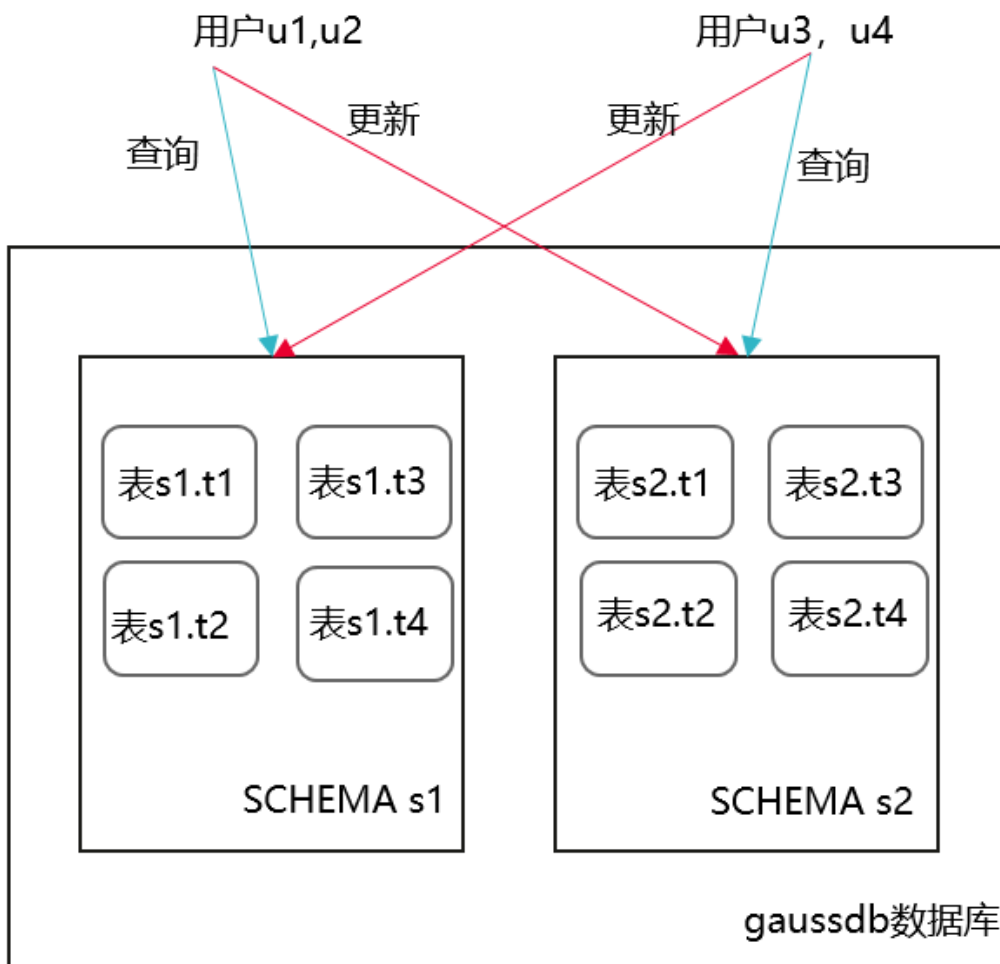 用户u1,u2
用户u3，u4
更新
更新
查询
查询
表s1.t1
表s1.t3
表s2.t1
表s2.t3
表s1.t2
表s1.t4
表s2.t2
表s2.t4
SCHEMA s1
SCHEMA s2
gaussdb数据库